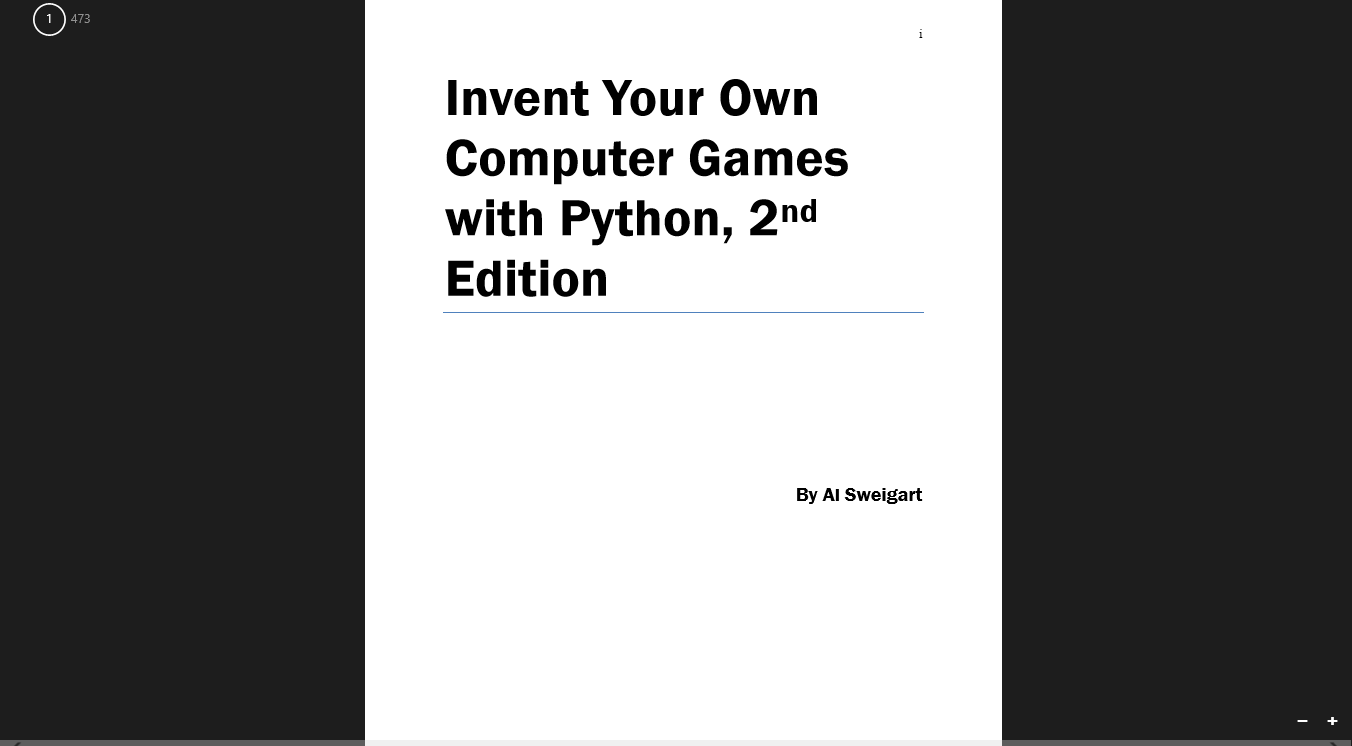 1 473
i
Invent Your Own
Computer Games
with Python, 2nd
Edition
By Al Sweigart